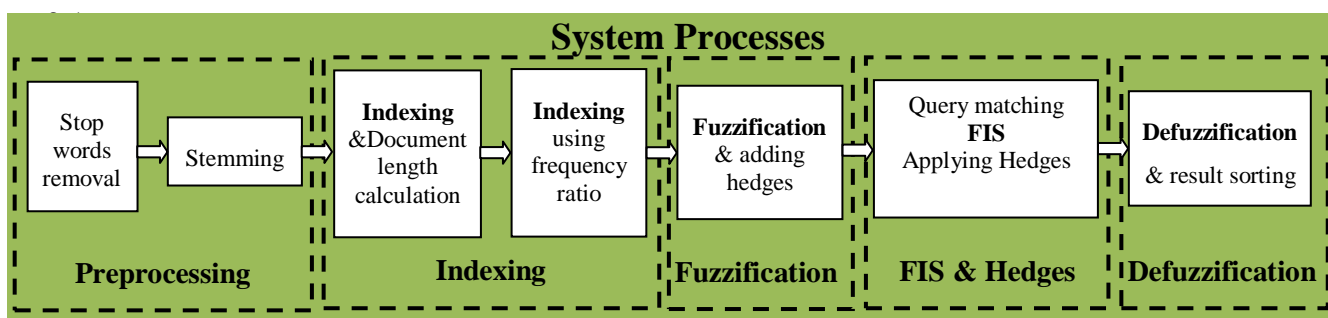 System Processes
Stop
words
removal
Stemming
Indexing
&Document
length
calculation
Indexing
using
frequency
ratio
Fuzzification
& adding
hedges
Query matching
FIS
Applying Hedges
Defuzzification
& result sorting
Preprocessing
Indexing
Fuzzification
FIS & Hedges
Defuzzification